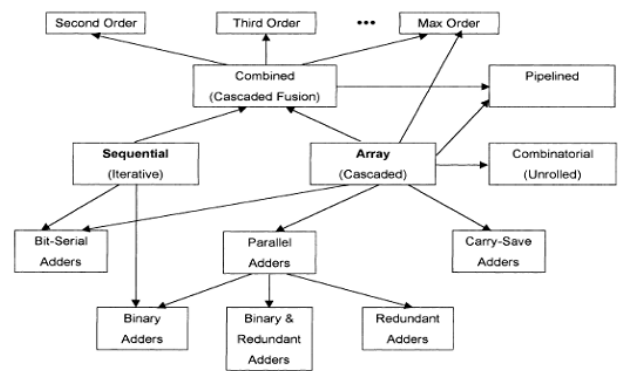 Second Order
Third Order
•••
Max Order
Combined
(Cascaded Fusion)
Pipelined
Sequential
(Iterative)
Array
(Cascaded)
Combinatorial
(Unrolled)
Bit-Serial
Adders
Parallel
Adders
Carry-Save
Adders
Binary
Adders
Binary &
Redundant
Adders
Redundant
Adders